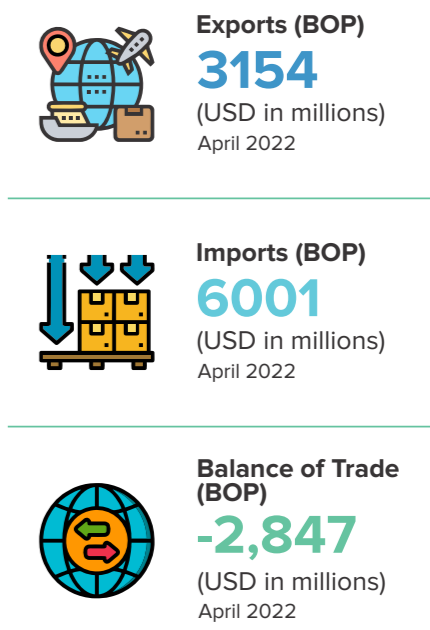 Exports (BOP)
3154
(USD in millions)
April 2022
Imports (BOP)
6001
(USD in millions)
April 2022
Balance of Trade
(BOP)
-2,847
(USD in millions)
April 2022